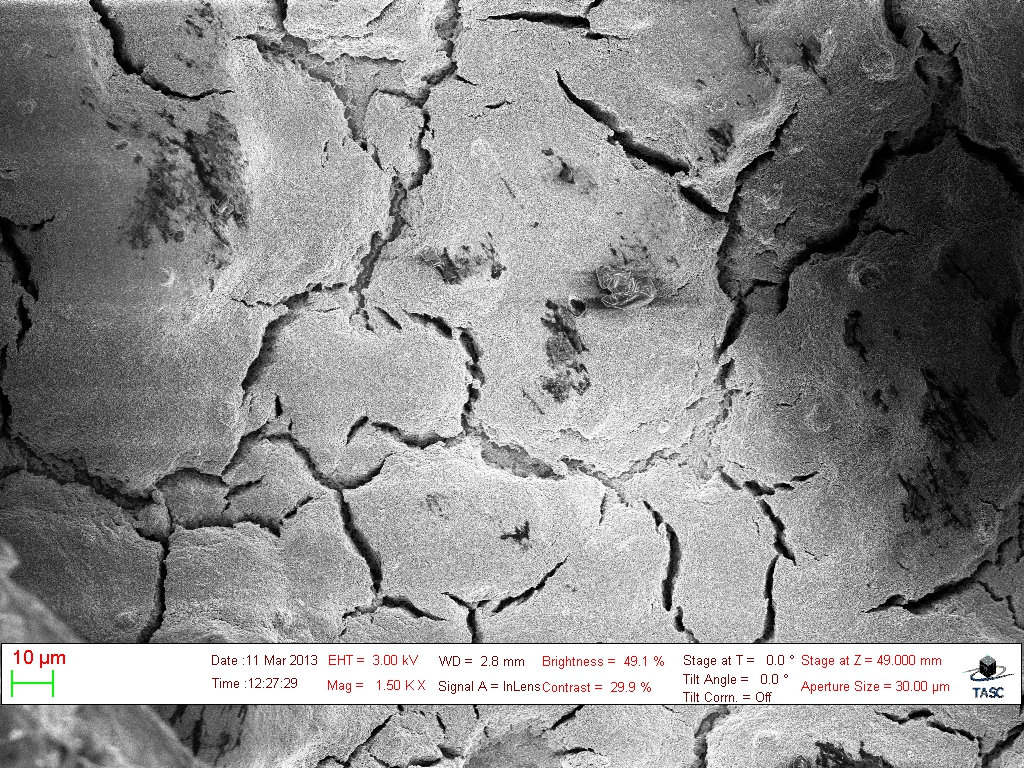 10 µm
Date :11 Mar 2013 EHT = 3.00 kV WD = 2.8 mm Brightness = 49.1 % Stage at T = 0.0 ° Stage at Z = 49.000 mm
Time :12:27:29 Mag = 1.50 K X Signal A = InLens Contrast = 29.9 % Tilt Angle = 0.0 ° Aperture Size = 30.00 µm
Tilt Corrn. = Off
TASC